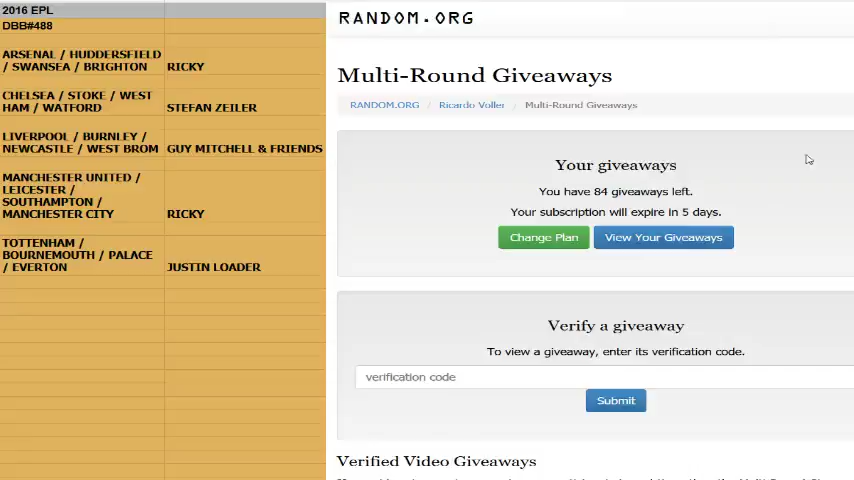 2016 EPL
DBB#488
ARSENAL / HUDDERSFIELD
/ SWANSEA / BRIGHTON
RICKY
CHELSEA / STOKE / WEST
HAM / WATFORD
STEFAN ZEILER
LIVERPOOL / BURNLEY /
NEWCASTLE / WEST BROM
GUY MITCHELL & FRIENDS
MANCHESTER UNITED /
LEICESTER /
SOUTHAMPTON /
MANCHESTER CITY
RICKY
TOTTENHAM /
BOURNEMOUTH / PALACE
/ EVERTON
JUSTIN LOADER
RANDOM.ORG
Multi-Round Giveaways
RANDOM.ORG / Ricardo Voller / Multi-Round Giveaways
Your giveaways
You have 84 giveaways left.
Your subscription will expire in 5 days.
Change Plan
View Your Giveaways
Verify a giveaway
To view a giveaway, enter its verification code.
verification code
Submit
Verified Video Giveaways